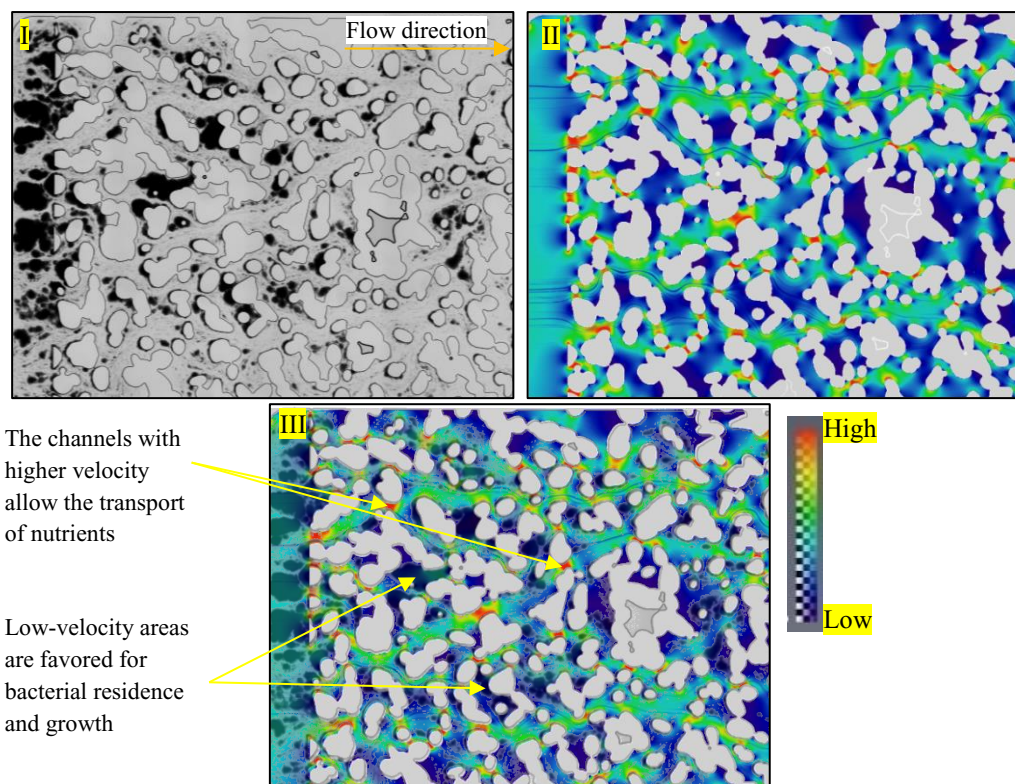 I
Flow direction
II
III
High
Low
The channels with
higher velocity
allow the transport
of nutrients
Low-velocity areas
are favored for
bacterial residence
and growth